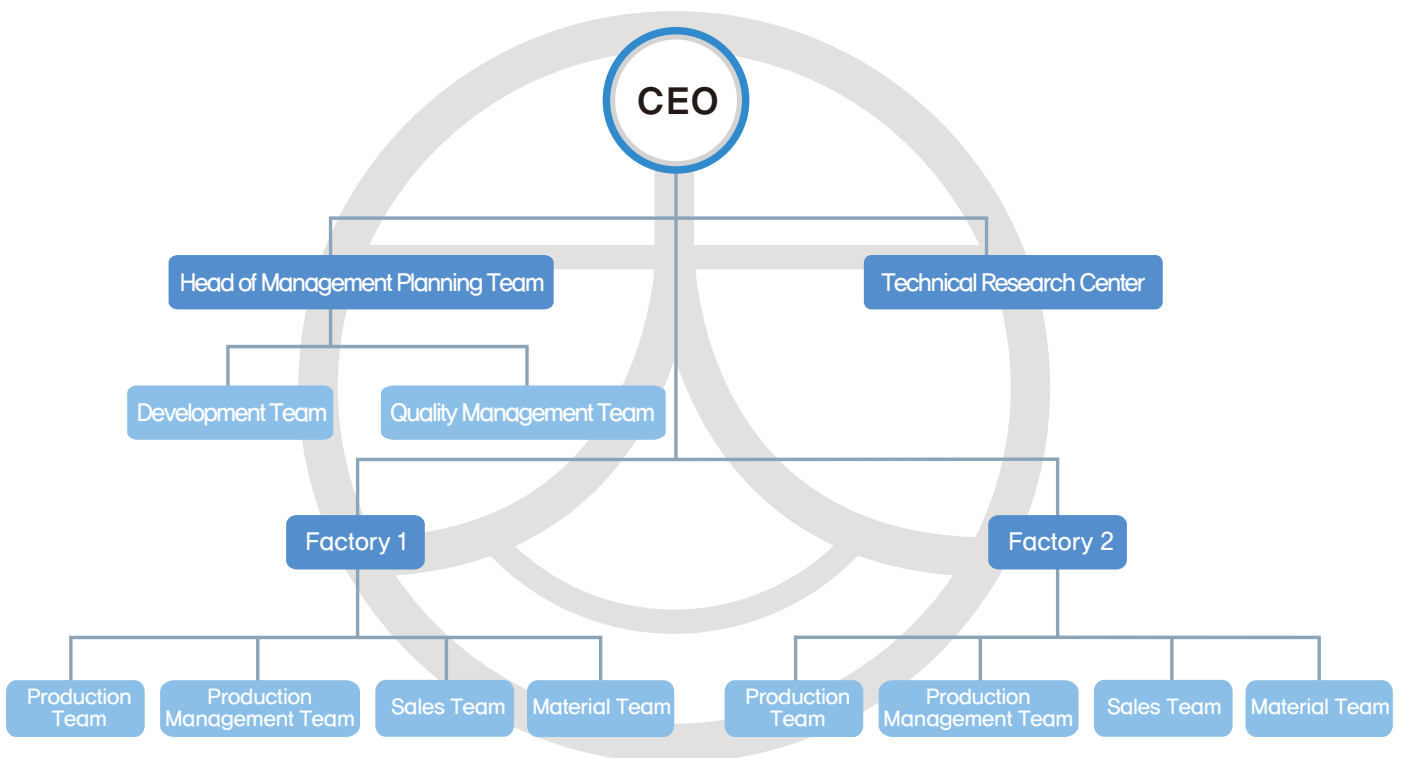 CEO
Head of Management Planning Team
Technical Research Center
Development Team
Quality Management Team
Factory 1
Factory 2
Production
Team
Production
Management Team
Sales Team
Material Team
Production
Team
Production
Management Team
Sales Team
Material Team